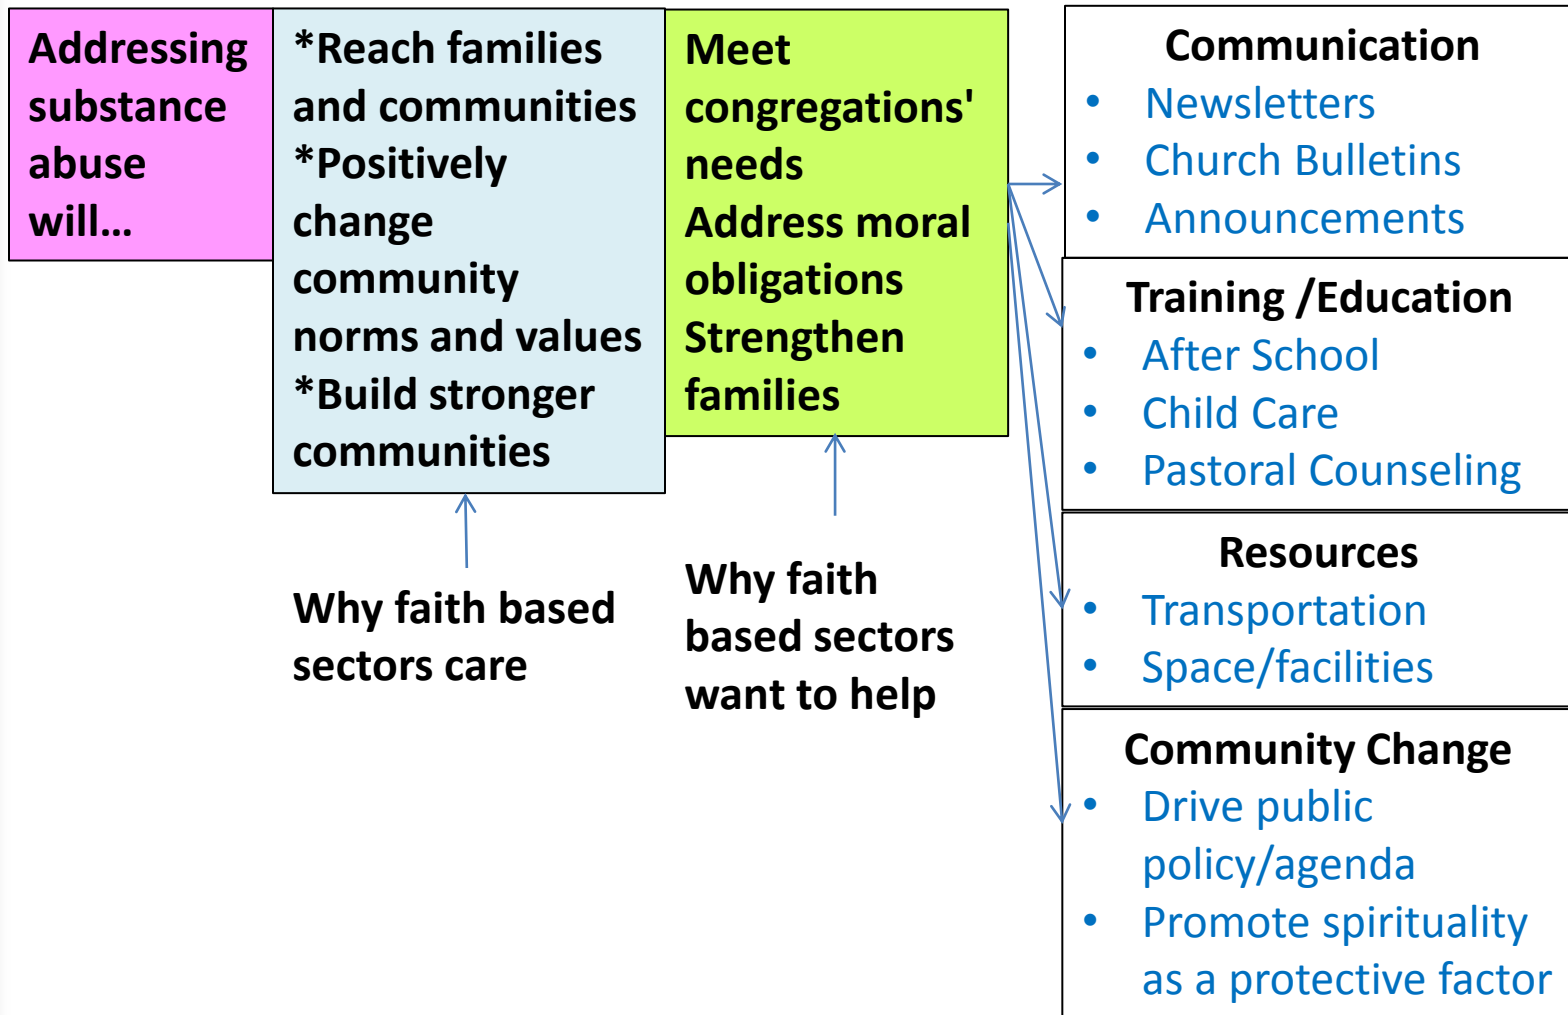 Addressing
substance
abuse
will...
*Reach families
and communities
*Positively
change
community
norms and values
*Build stronger
communities
Why faith based
sectors care
Meet
congregations'
needs
Address moral
obligations
Strengthen
families
Why faith
based sectors
want to help
Communication
• Newsletters
• Church Bulletins
• Announcements
Training /Education
• After School
• Child Care
• Pastoral Counseling
Resources
• Transportation
• Space/facilities
Community Change
• Drive public
policy/agenda
• Promote spirituality
as a protective factor